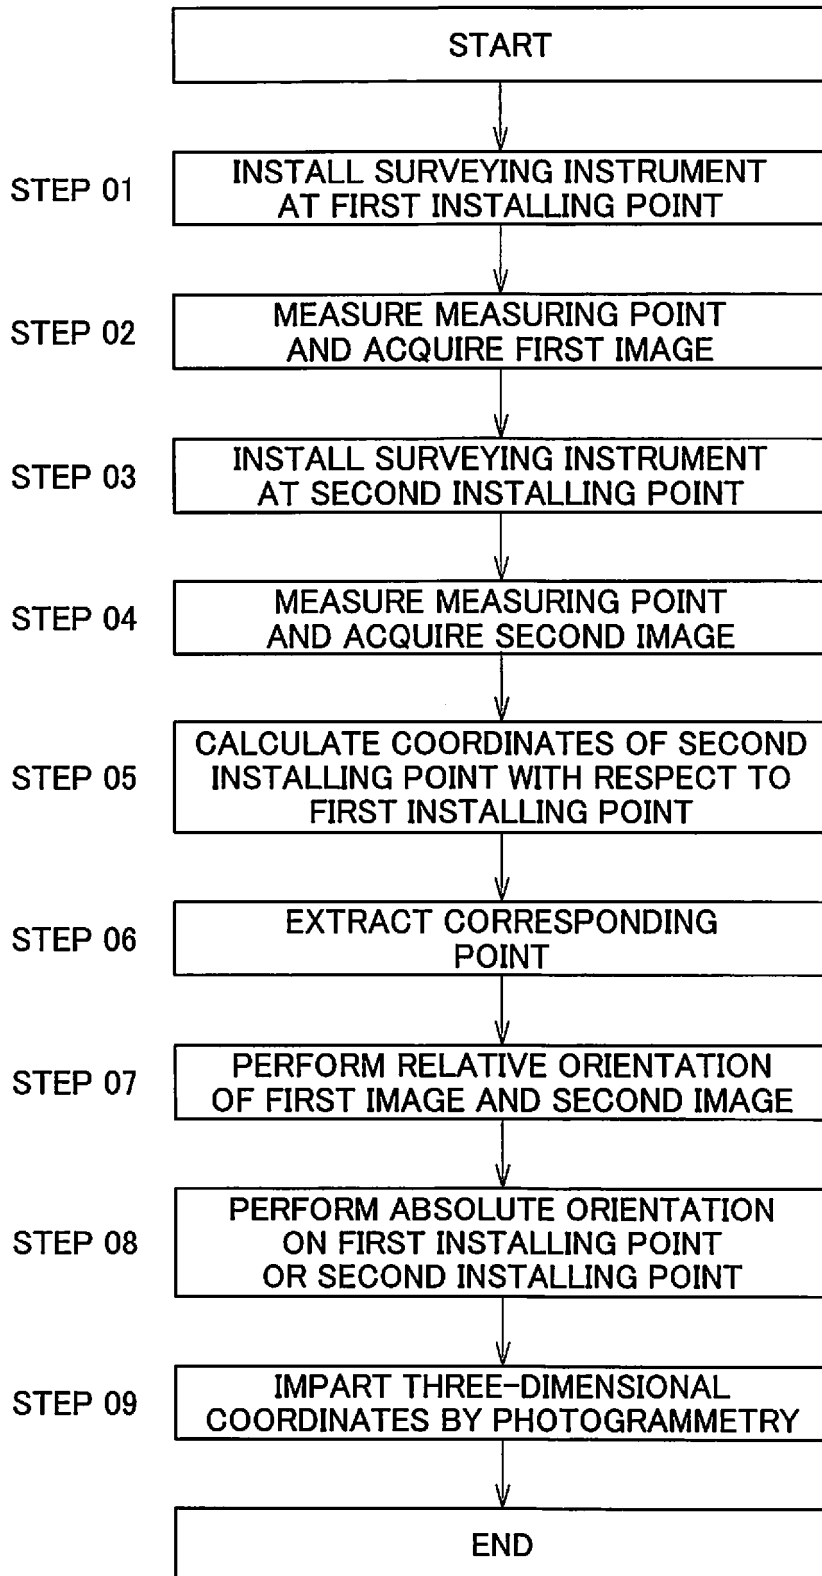 START
STEP 01
INSTALL SURVEYING INSTRUMENT
AT FIRST INSTALLING POINT
STEP 02
MEASURE MEASURING POINT
AND ACQUIRE FIRST IMAGE
STEP 03
INSTALL SURVEYING INSTRUMENT
AT SECOND INSTALLING POINT
STEP 04
MEASURE MEASURING POINT
AND ACQUIRE SECOND IMAGE
STEP 05
CALCULATE COORDINATES OF SECOND
INSTALLING POINT WITH RESPECT TO
FIRST INSTALLING POINT
STEP 06
EXTRACT CORRESPONDING
POINT
STEP 07
PERFORM RELATIVE ORIENTATION
OF FIRST IMAGE AND SECOND IMAGE
STEP 08
PERFORM ABSOLUTE ORIENTATION
ON FIRST INSTALLING POINT
OR SECOND INSTALLING POINT
STEP 09
IMPART THREE-DIMENSIONAL
COORDINATES BY PHOTOGRAMMETRY
END